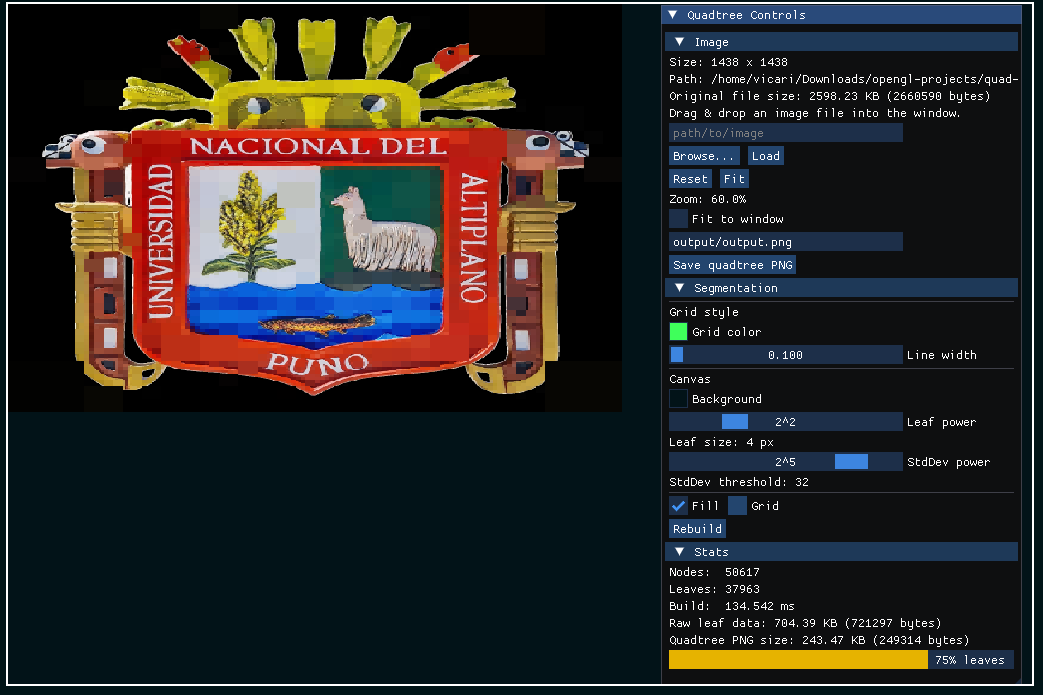 NACIONAL DEL
UNIVERSIDAD
ALTIPLANO
PUNO
Quadtree Controls
Image
Size: 1438 x 1438
Path: /home/vicari/Downloads/opengl-projects/quad-
Original file size: 2598.23 KB (2660590 bytes)
Drag & drop an image file into the window.
path/to/image
Browse... Load
Reset Fit
Zoom: 60.0%
Fit to window
output/output.png
Save quadtree PNG
Segmentation
Grid style
Grid color
0.100 Line width
Canvas
Background
2^2 Leaf power
Leaf size: 4 px
2^5 StdDev power
StdDev threshold: 32
Fill Grid
Rebuild
Stats
Nodes: 50617
Leaves: 37963
Build: 134.542 ms
Raw leaf data: 704.39 KB (721297 bytes)
Quadtree PNG size: 243.47 KB (249314 bytes)
75% leaves